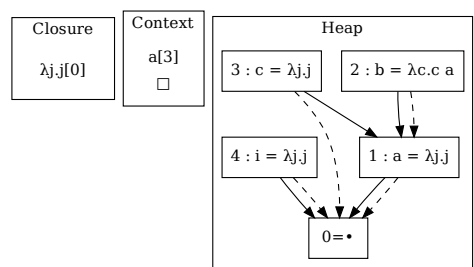 Closure
λj.j[0]
Context
a[3]
□
Heap
3 : c = λj.j
2 : b = λc.c a
4 : i = λj.j
1 : a = λj.j
0=•